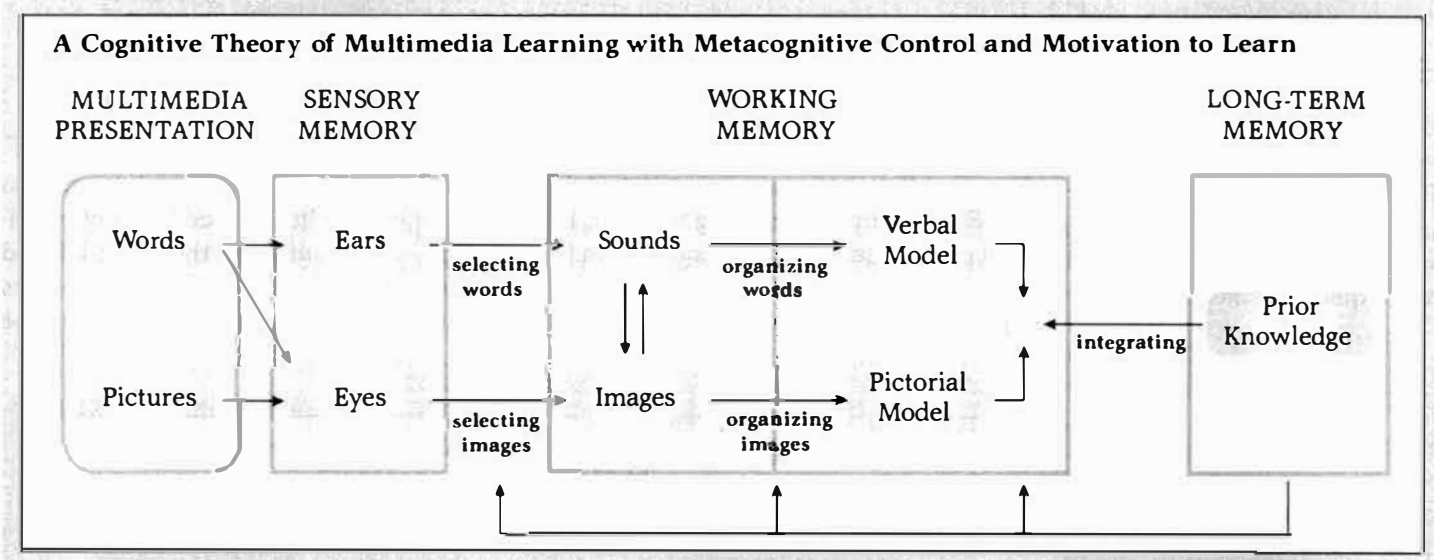 A Cognitive Theory of Multimedia Learning with Metacognitive Control and Motivation to Learn
MULTIMEDIA
PRESENTATION
SENSORY
MEMORY
WORKING
MEMORY
LONG-TERM
MEMORY
Words
Ears
selecting
words
Sounds
organizing
words
Verbal
Model
Pictures
Eyes
selecting
images
Images
organizing
images
Pictorial
Model
integrating
Prior
Knowledge